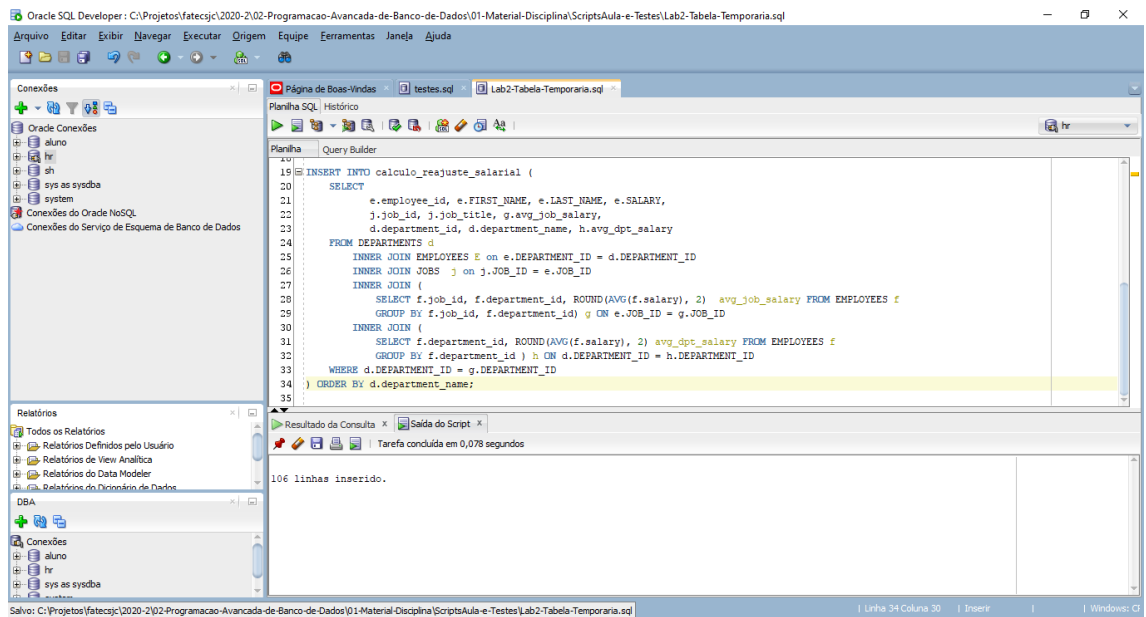 Oracle SQL Developer : C:\Projetos\fatecsjc\2020-2\02-Programacao-Avancada-de-Banco-de-Dados\01-Material-Disciplina\ScriptsAula-e-Testes\Lab2-Tabela-Temporaria.sql
Arquivo Editar Exibir Navegar Executar Origem Equipe Ferramentas Janela Ajuda
Conexões
Oracle Conexões
aluno
hr
sh
sys as sysdba
system
Conexões do Oracle NoSQL
Conexões do Serviço de Esquema de Banco de Dados
Relatórios
Todos os Relatórios
Relatórios Definidos pelo Usuário
Relatórios de View Analítica
Relatórios do Data Modeler
Relatórios do Dicionário de Dados
DBA
Conexões
aluno
hr
sys as sysdba
system
Página de Boas-Vindas testes.sql Lab2-Tabela-Temporaria.sql
Planilha SQL Histórico
hr
Planilha Query Builder
18
19 INSERT INTO calculo_reajuste_salarial (
20 SELECT
21 e.employee_id, e.FIRST_NAME, e.LAST_NAME, e.SALARY,
22 j.job_id, j.job_title, g.avg_job_salary,
23 d.department_id, d.department_name, h.avg_dpt_salary
24 FROM DEPARTMENTS d
25 INNER JOIN EMPLOYEES E on e.DEPARTMENT_ID = d.DEPARTMENT_ID
26 INNER JOIN JOBS j on j.JOB_ID = e.JOB_ID
27 INNER JOIN (
28 SELECT f.job_id, f.department_id, ROUND(AVG(f.salary), 2) avg_job_salary FROM EMPLOYEES f
29 GROUP BY f.job_id, f.department_id) g ON e.JOB_ID = g.JOB_ID
30 INNER JOIN (
31 SELECT f.department_id, ROUND(AVG(f.salary), 2) avg_dpt_salary FROM EMPLOYEES f
32 GROUP BY f.department_id ) h ON d.DEPARTMENT_ID = h.DEPARTMENT_ID
33 WHERE d.DEPARTMENT_ID = g.DEPARTMENT_ID
34 ) ORDER BY d.department_name;
35
Resultado da Consulta x Saída do Script x
Tarefa concluída em 0,078 segundos
106 linhas inserido.
Salvo: C:\Projetos\fatecsjc\2020-2\02-Programacao-Avancada-de-Banco-de-Dados\01-Material-Disciplina\ScriptsAula-e-Testes\Lab2-Tabela-Temporaria.sql
Linha 34 Coluna 30 | Inserir | | Windows: CR